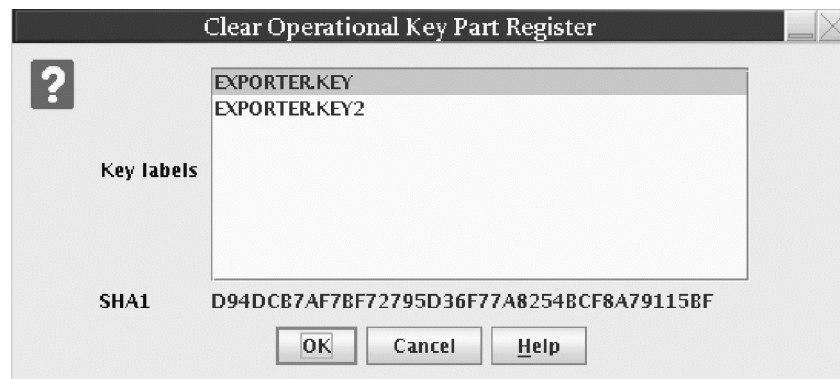 Clear Operational Key Part Register
?
EXPORTER.KEY
EXPORTER.KEY2
Key labels
SHA1 D94DCB7AF7BF72795D36F77A8254BCF8A79115BF
OK Cancel Help